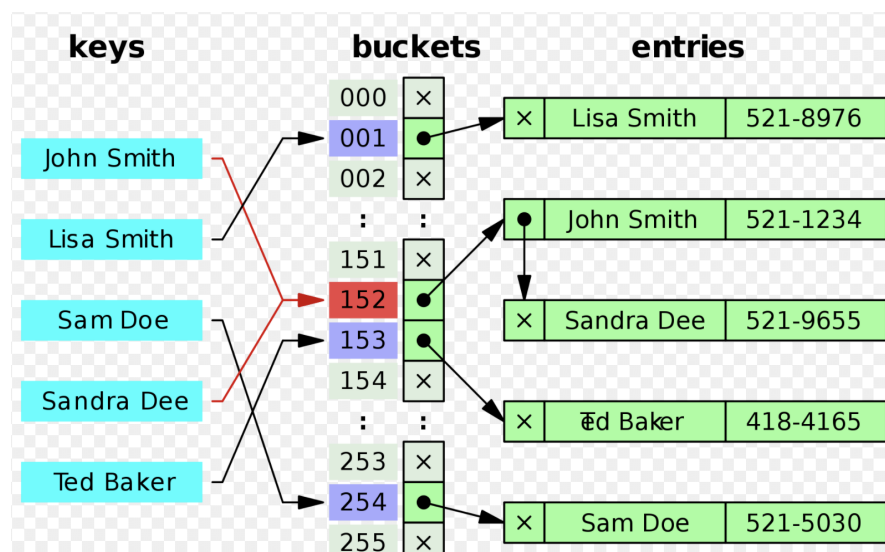 keys
buckets
entries
John Smith
Lisa Smith
Sam Doe
Sandra Dee
Ted Baker
000 ×
001
002 ×
: :
151 ×
152
153
154 ×
: :
253 ×
254
255 ×
× Lisa Smith 521-8976
John Smith 521-1234
× Sandra Dee 521-9655
× Ted Baker 418-4165
× Sam Doe 521-5030